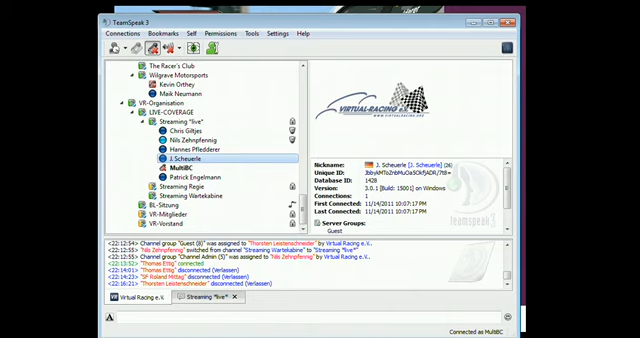 TeamSpeak 3
Connections Bookmarks Self Permissions Tools Settings Help
The Racer's Club
Wilgrave Motorsports
Kevin Orthey
Maik Neumann
VR-Organisation
LIVE-COVERAGE
Streaming "live"
Chris Giltjes
Nils Zehnpfennig
Hannes Pfledderer
J. Scheuerle
MultiBC
Patrick Engelmann
Streaming Regie
Streaming Wartekabine
BL-Sitzung
VR-Mitglieder
VR-Vorstand
VIRTUAL-RACING e.V.
WWW.VIRTUALRACING.ORG
Nickname: J. Scheuerle [J. Scheuerle] (26)
Unique ID:
Database ID: 1428
Version: 3.0.1 [Build: 15001] on Windows
Connections: 1
First Connected: 11/14/2011 10:07:17 PM
Last Connected: 11/14/2011 10:07:17 PM
Server Groups:
Guest
teamspeak3
<22:12:54> Channel group "Guest (8)" was assigned to "Thorsten Leistenschneider" by Virtual Racing e.V..
<22:12:55> "Nils Zehnpfennig" switched from channel "Streaming Wartekabine" to "Streaming "live""
<22:12:55> Channel group "Channel Admin (5)" was assigned to "Nils Zehnpfennig" by Virtual Racing e.V..
<22:13:52> "Thomas Ettig" connected
<22:14:01> "Thomas Ettig" disconnected (Verlassen)
<22:14:23> "SP Roland Mittag" disconnected (Verlassen)
<22:16:21> "Thorsten Leistenschneider" disconnected (Verlassen)
Virtual Racing e.V. Streaming "live"
Connected as MultiBC